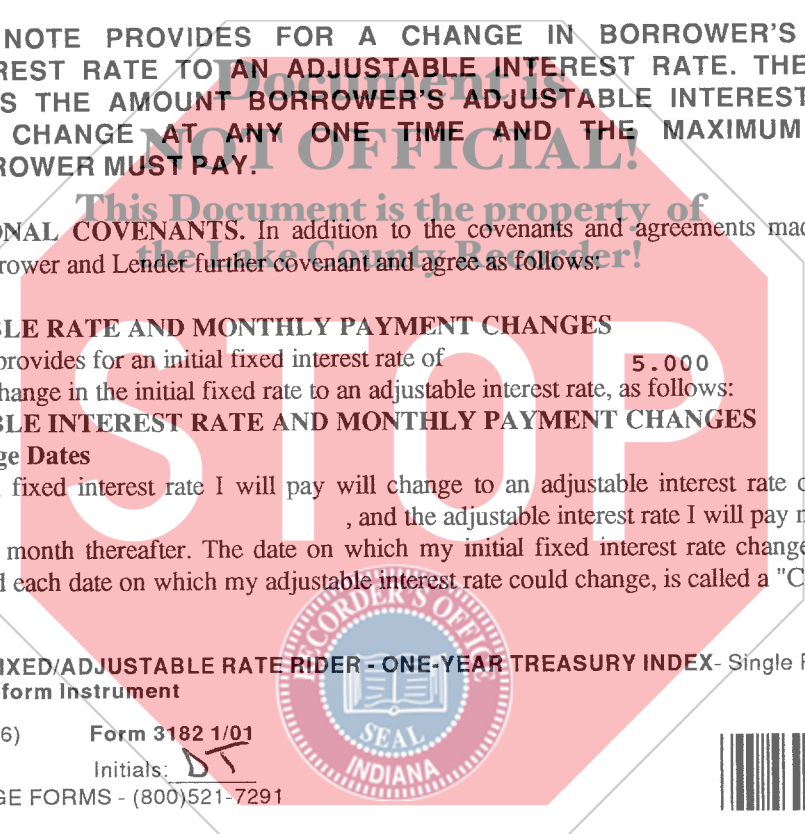 NOTE PROVIDES FOR A CHANGE IN BORROWER'S
REST RATE TO AN ADJUSTABLE INTEREST RATE. THE
S THE AMOUNT BORROWER'S ADJUSTABLE INTEREST
CHANGE AT ANY ONE TIME AND THE MAXIMUM
ROWER MUST PAY.
Document is
NOT OFFICIAL!
This Document is the property of
the Lake County Recorder!
ONAL COVENANTS. In addition to the covenants and agreements mad
rower and Lender further covenant and agree as follows:
BLE RATE AND MONTHLY PAYMENT CHANGES
provides for an initial fixed interest rate of 5.000
hange in the initial fixed rate to an adjustable interest rate, as follows:
BLE INTEREST RATE AND MONTHLY PAYMENT CHANGES
ge Dates
fixed interest rate I will pay will change to an adjustable interest rate o
, and the adjustable interest rate I will pay m
month thereafter. The date on which my initial fixed interest rate change
d each date on which my adjustable interest rate could change, is called a "C
STOP
RECORDER'S OFFICE
SEAL
INDIANA
IXED/ADJUSTABLE RATE RIDER - ONE-YEAR TREASURY INDEX- Single F
form Instrument
6) Form 3182 1/01
Initials: DT
GE FORMS - (800)521-7291